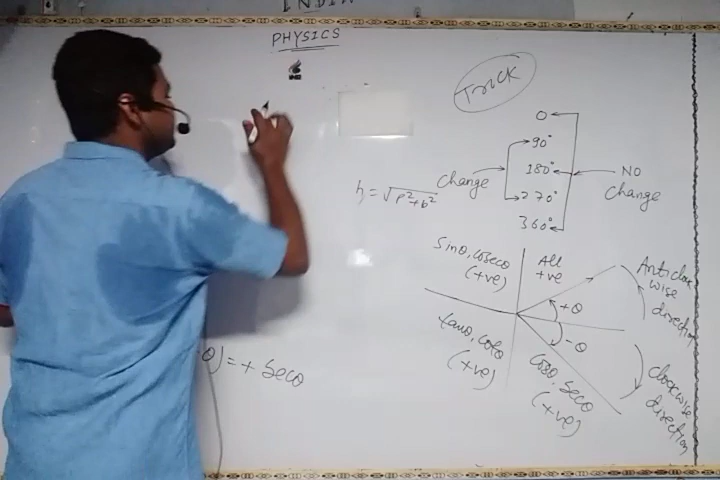 INDIA
PHYSICS
Trick
0
90°
180°
270°
360°
Change
NO
Change
h = √p²+b²
Sinθ, cosecθ
(+ve)
All
+ve
tanθ, cotθ
(+ve)
cosθ, secθ
(+ve)
+θ
-θ
Anticlock
wise
direction
clockwise
direction
-θ) = + Secθ